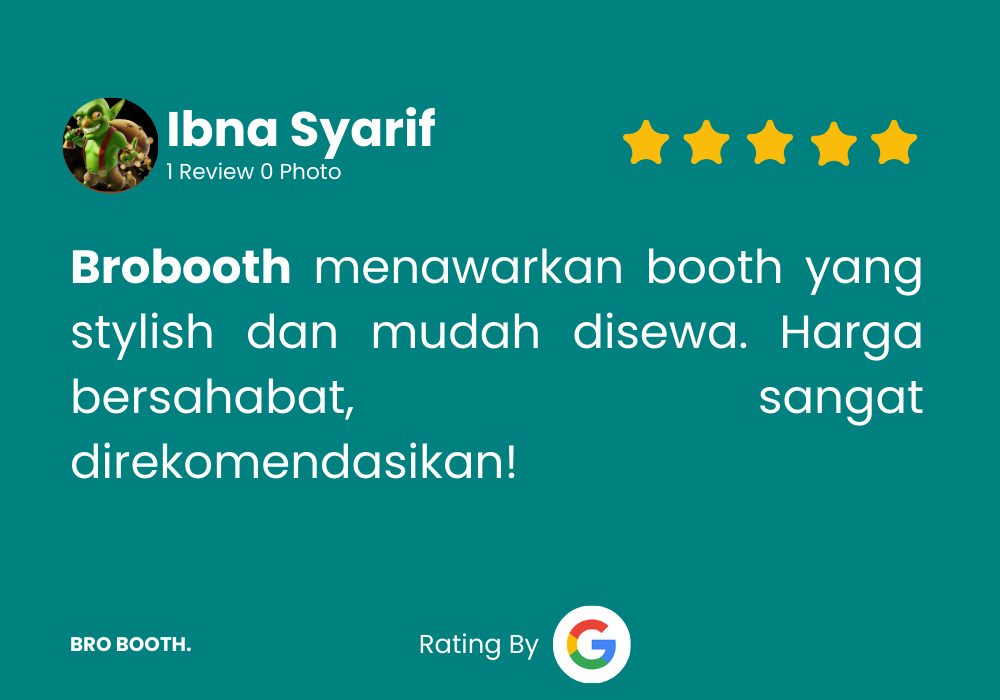 Ibna Syarif
1 Review 0 Photo
Brobooth menawarkan booth yang
stylish dan mudah disewa. Harga
bersahabat, sangat
direkomendasikan!
BRO BOOTH.
Rating By G